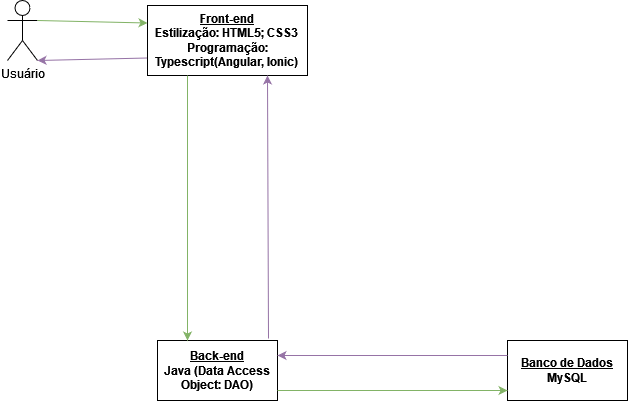 Front-end
Estilização: HTML5; CSS3
Programação:
Typescript(Angular, Ionic)
Usuário
Back-end
Java (Data Access
Object: DAO)
Banco de Dados
MySQL